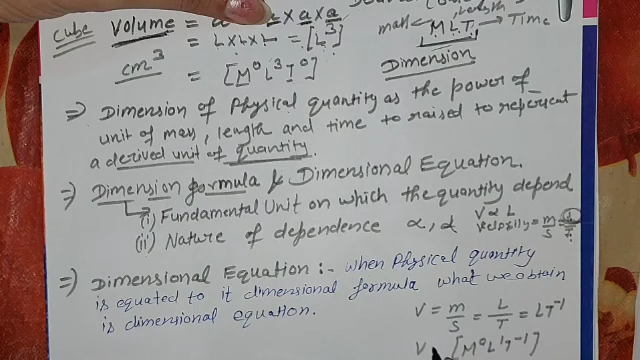 Cube Volume = a x a x a
= L x L x L = [L³]
cm³ = [M⁰ L³ T⁰]
Length
mass ← M L T → Time
Dimension
⇒ Dimension of Physical quantity as the power of
unit of mass, length and time to raised to represent
a derived unit of quantity.
⇒ Dimension formula & Dimensional Equation.
(i) Fundamental Unit on which the quantity depend
(ii) Nature of dependence α, α
V α L
velocity = m/s = L/T
⇒ Dimensional Equation :- when Physical quantity
is equated to it dimensional formula what we obtain
is dimensional equation.
V = m/s = L/T = LT⁻¹
V [M⁰L¹T⁻¹]